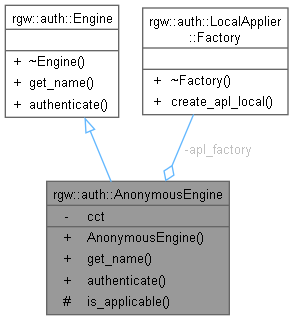 rgw::auth::Engine
+ ~Engine()
+ get_name()
+ authenticate()
rgw::auth::LocalApplier
::Factory
+ ~Factory()
+ create_apl_local()
-apl_factory
rgw::auth::AnonymousEngine
- cct
+ AnonymousEngine()
+ get_name()
+ authenticate()
# is_applicable()